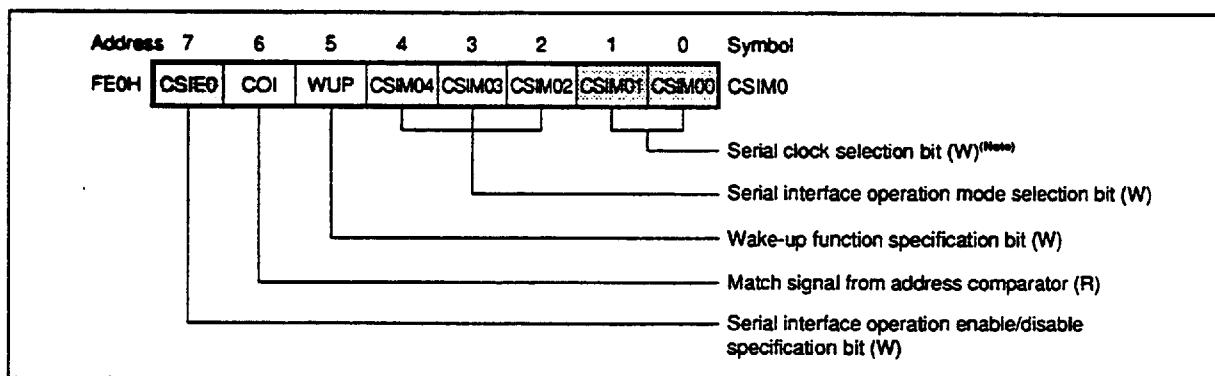 Address 7 6 5 4 3 2 1 0 Symbol
FE0H CSIE0 COI WUP CSIM04 CSIM03 CSIM02 CSIM01 CSIM00 CSIM0
Serial clock selection bit (W)(Note)
Serial interface operation mode selection bit (W)
Wake-up function specification bit (W)
Match signal from address comparator (R)
Serial interface operation enable/disable
specification bit (W)